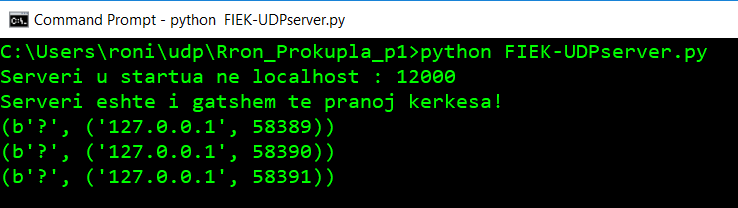 Command Prompt - python  FIEK-UDPserver.py
C:\Users\roni\udp\Rron_Prokupla_p1>python FIEK-UDPserver.py
Serveri u startua ne localhost : 12000
Serveri eshte i gatshem te pranoj kerkesa!
(b'?', ('127.0.0.1', 58389))
(b'?', ('127.0.0.1', 58390))
(b'?', ('127.0.0.1', 58391))